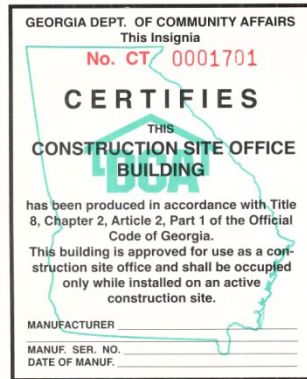 GEORGIA DEPT. OF COMMUNITY AFFAIRS
This Insignia
No. CT 0001701
CERTIFIES
THIS
CONSTRUCTION SITE OFFICE
BUILDING
DCA
has been produced in accordance with Title
8, Chapter 2, Article 2, Part 1 of the Official
Code of Georgia.
This building is approved for use as a con-
struction site office and shall be occupied
only while installed on an active
construction site.
MANUFACTURER
MANUF. SER. NO.
DATE OF MANUF.